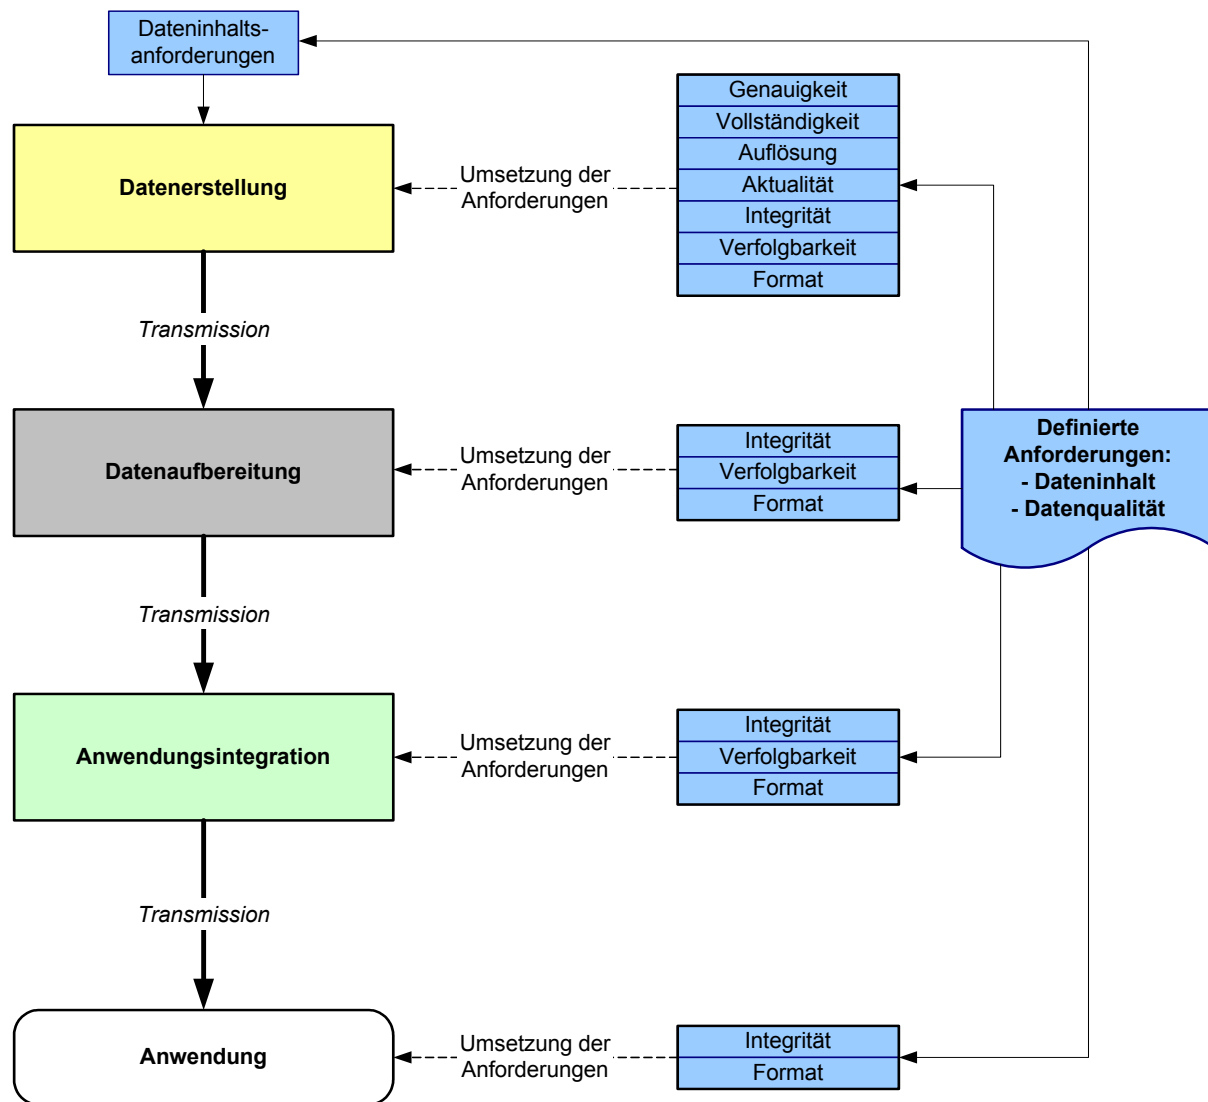 Dateninhalts-
anforderungen
Genauigkeit
Vollständigkeit
Auflösung
Aktualität
Integrität
Verfolgbarkeit
Format
Umsetzung der
Anforderungen
Datenerstellung
Transmission
Datenaufbereitung
Umsetzung der
Anforderungen
Integrität
Verfolgbarkeit
Format
Definierte
Anforderungen:
- Dateninhalt
- Datenqualität
Transmission
Anwendungsintegration
Umsetzung der
Anforderungen
Integrität
Verfolgbarkeit
Format
Transmission
Anwendung
Umsetzung der
Anforderungen
Integrität
Format